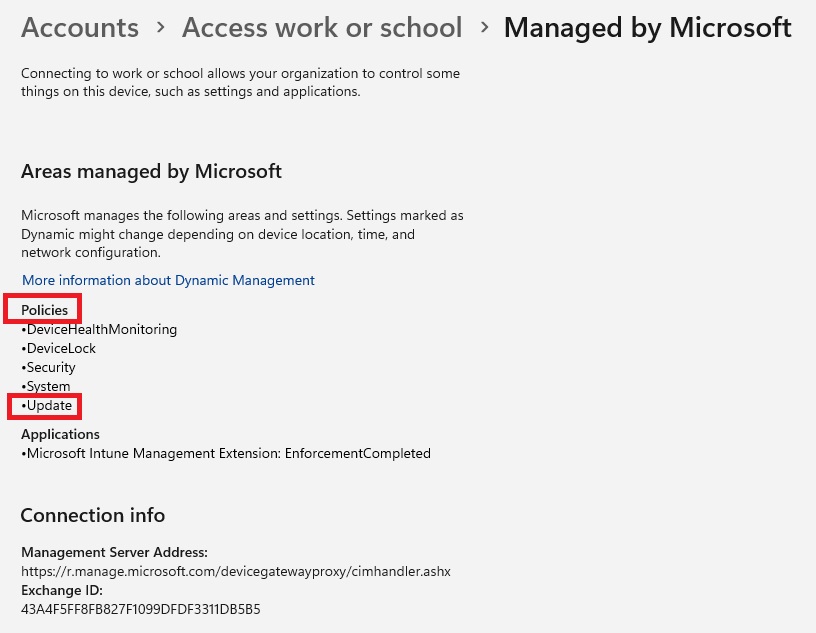 Accounts > Access work or school > Managed by Microsoft
Connecting to work or school allows your organization to control some
things on this device, such as settings and applications.
Areas managed by Microsoft
Microsoft manages the following areas and settings. Settings marked as
Dynamic might change depending on device location, time, and
network configuration.
More information about Dynamic Management
Policies
•DeviceHealthMonitoring
•DeviceLock
•Security
•System
•Update
Applications
•Microsoft Intune Management Extension: EnforcementCompleted
Connection info
Management Server Address:
https://r.manage.microsoft.com/devicegatewayproxy/cimhandler.ashx
Exchange ID:
43A4F5FF8FB827F1099DFDF3311DB5B5